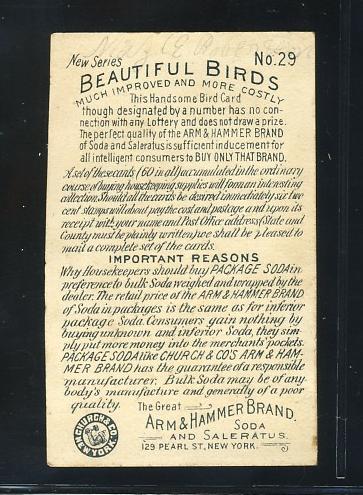 New Series
No. 29
BEAUTIFUL BIRDS
MUCH IMPROVED AND MORE COSTLY
This Handsome Bird Card
though designated by a number has no con-
nection with any Lottery and does not draw a prize.
The perfect quality of the ARM & HAMMER BRAND
of Soda and Saleratus is sufficient inducement for
all intelligent consumers to BUY ONLY THAT BRAND.
A set of these cards (60 in all) accumulated in the ordinary
course of buying housekeeping supplies will form an interesting
collection. Should all the cards be desired immediately six two
cent stamps will about pay the cost and postage and upon its
receipt with your name and Post Office address (State and
County must be plainly written) we shall be pleased to
mail a complete set of the cards.
IMPORTANT REASONS
Why Housekeepers should buy PACKAGE SODA in
preference to bulk Soda weighed and wrapped by the
dealer. The retail price of the ARM & HAMMER BRAND
of Soda in packages is the same as for inferior
package Soda. Consumers gain nothing by
buying unknown and inferior Soda, they sim-
ply put more money into the merchants' pockets.
PACKAGE SODA like CHURCH & CO'S ARM & HAM-
MER BRAND has the guarantee of a responsible
manufacturer. Bulk Soda may be of any-
body's manufacture and generally of a poor
quality.
The Great
ARM & HAMMER BRAND.
SODA
AND SALERATUS.
129 PEARL ST, NEW YORK.
CHURCH & CO.
NEW YORK